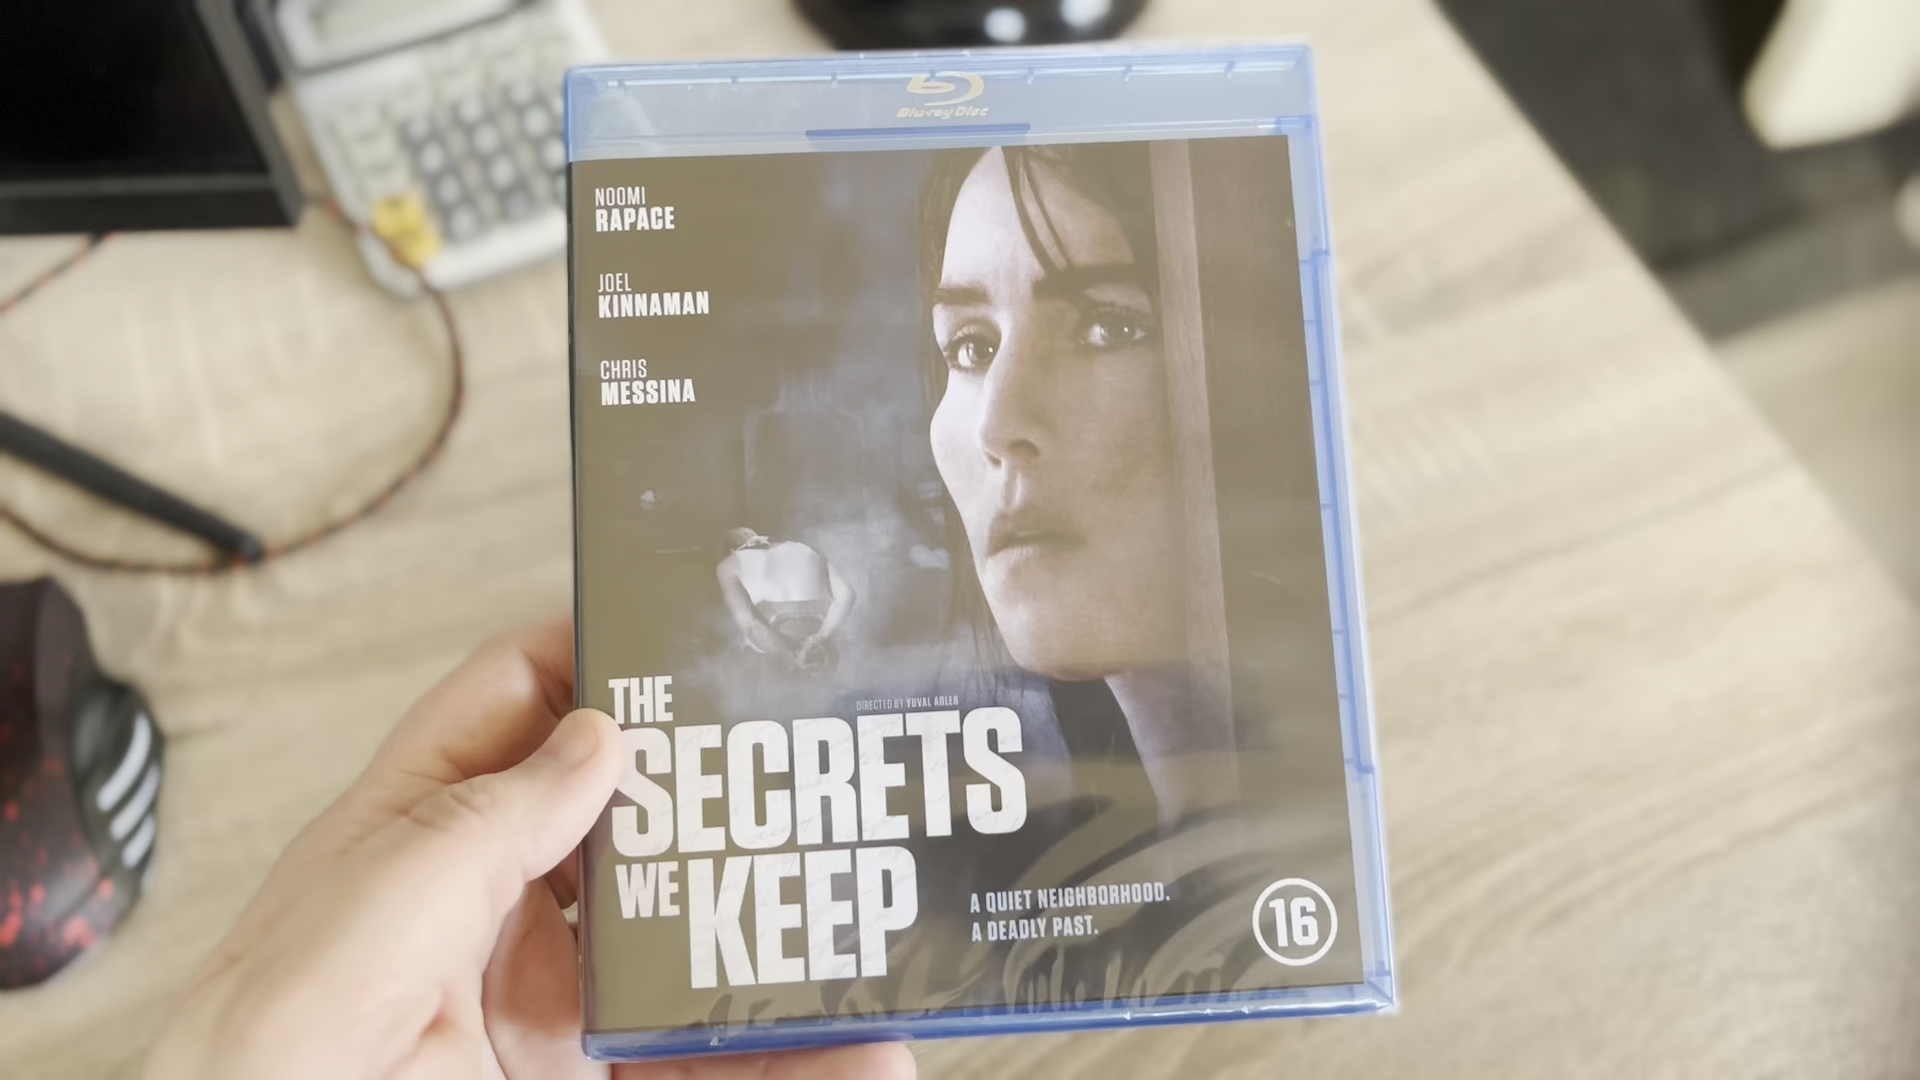 Blu-ray Disc
NOOMI
RAPACE
JOEL
KINNAMAN
CHRIS
MESSINA
DIRECTED BY YUVAL ADLER
THE
SECRETS
WE KEEP
A QUIET NEIGHBORHOOD.
A DEADLY PAST.
16